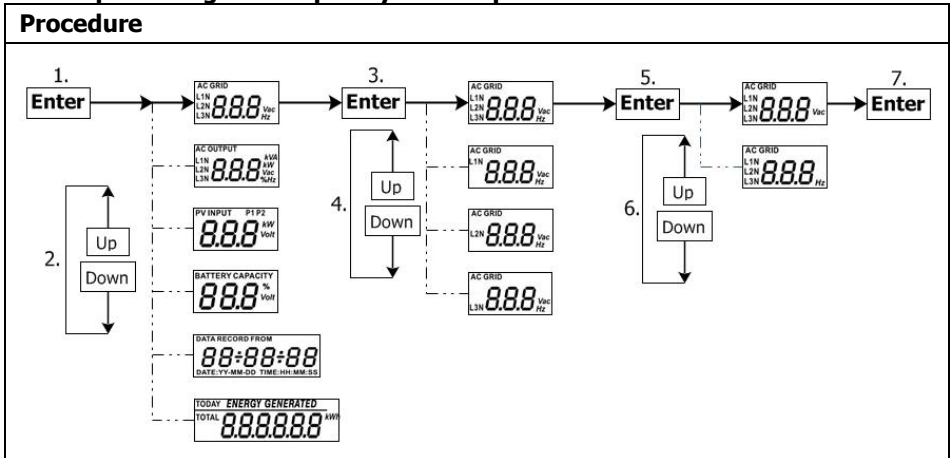 Procedure
1.
Enter
AC GRID
L1N
L2N
L3N
8.8.8
Vac
Hz
AC OUTPUT
L1N
L2N
L3N
8.8.8
kVA
kW
Vac
%Hz
PV INPUT P1 P2
8.8.8
kW
Volt
BATTERY CAPACITY
88.8
%
Volt
DATA RECORD FROM
88:88:88
DATE:YY-MM-DD TIME:HH:MM:SS
TODAY ENERGY GENERATED
TOTAL
8.8.8.8.8.8
kWh
2.
Up
Down
3.
Enter
AC GRID
L1N
L2N
L3N
8.8.8
Vac
Hz
AC GRID
L1N
8.8.8
Vac
Hz
AC GRID
L2N
8.8.8
Vac
Hz
AC GRID
L3N
8.8.8
Vac
Hz
4.
Up
Down
5.
Enter
AC GRID
L1N
L2N
L3N
8.8.8
Vac
AC GRID
L1N
L2N
L3N
8.8.8
Hz
6.
Up
Down
7.
Enter